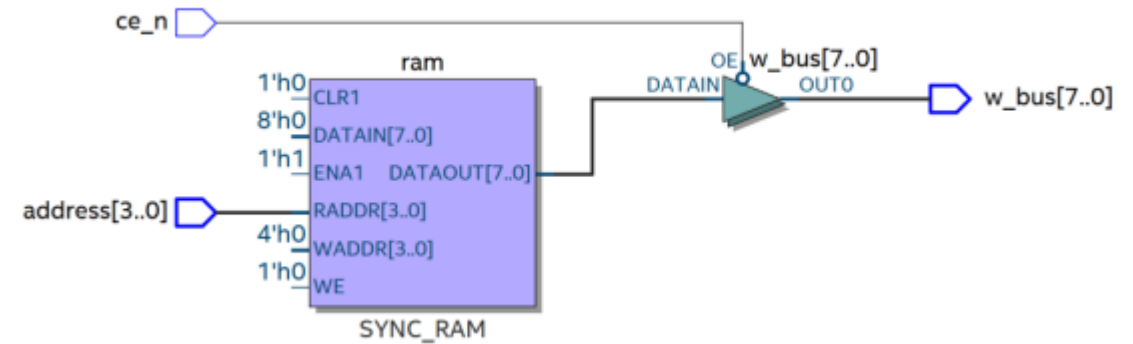 ce_n
ram
OE
w_bus[7..0]
DATAIN
OUT0
w_bus[7..0]
1'h0
CLR1
8'h0
DATAIN[7..0]
1'h1
ENA1
DATAOUT[7..0]
address[3..0]
RADDR[3..0]
4'h0
WADDR[3..0]
1'h0
WE
SYNC_RAM